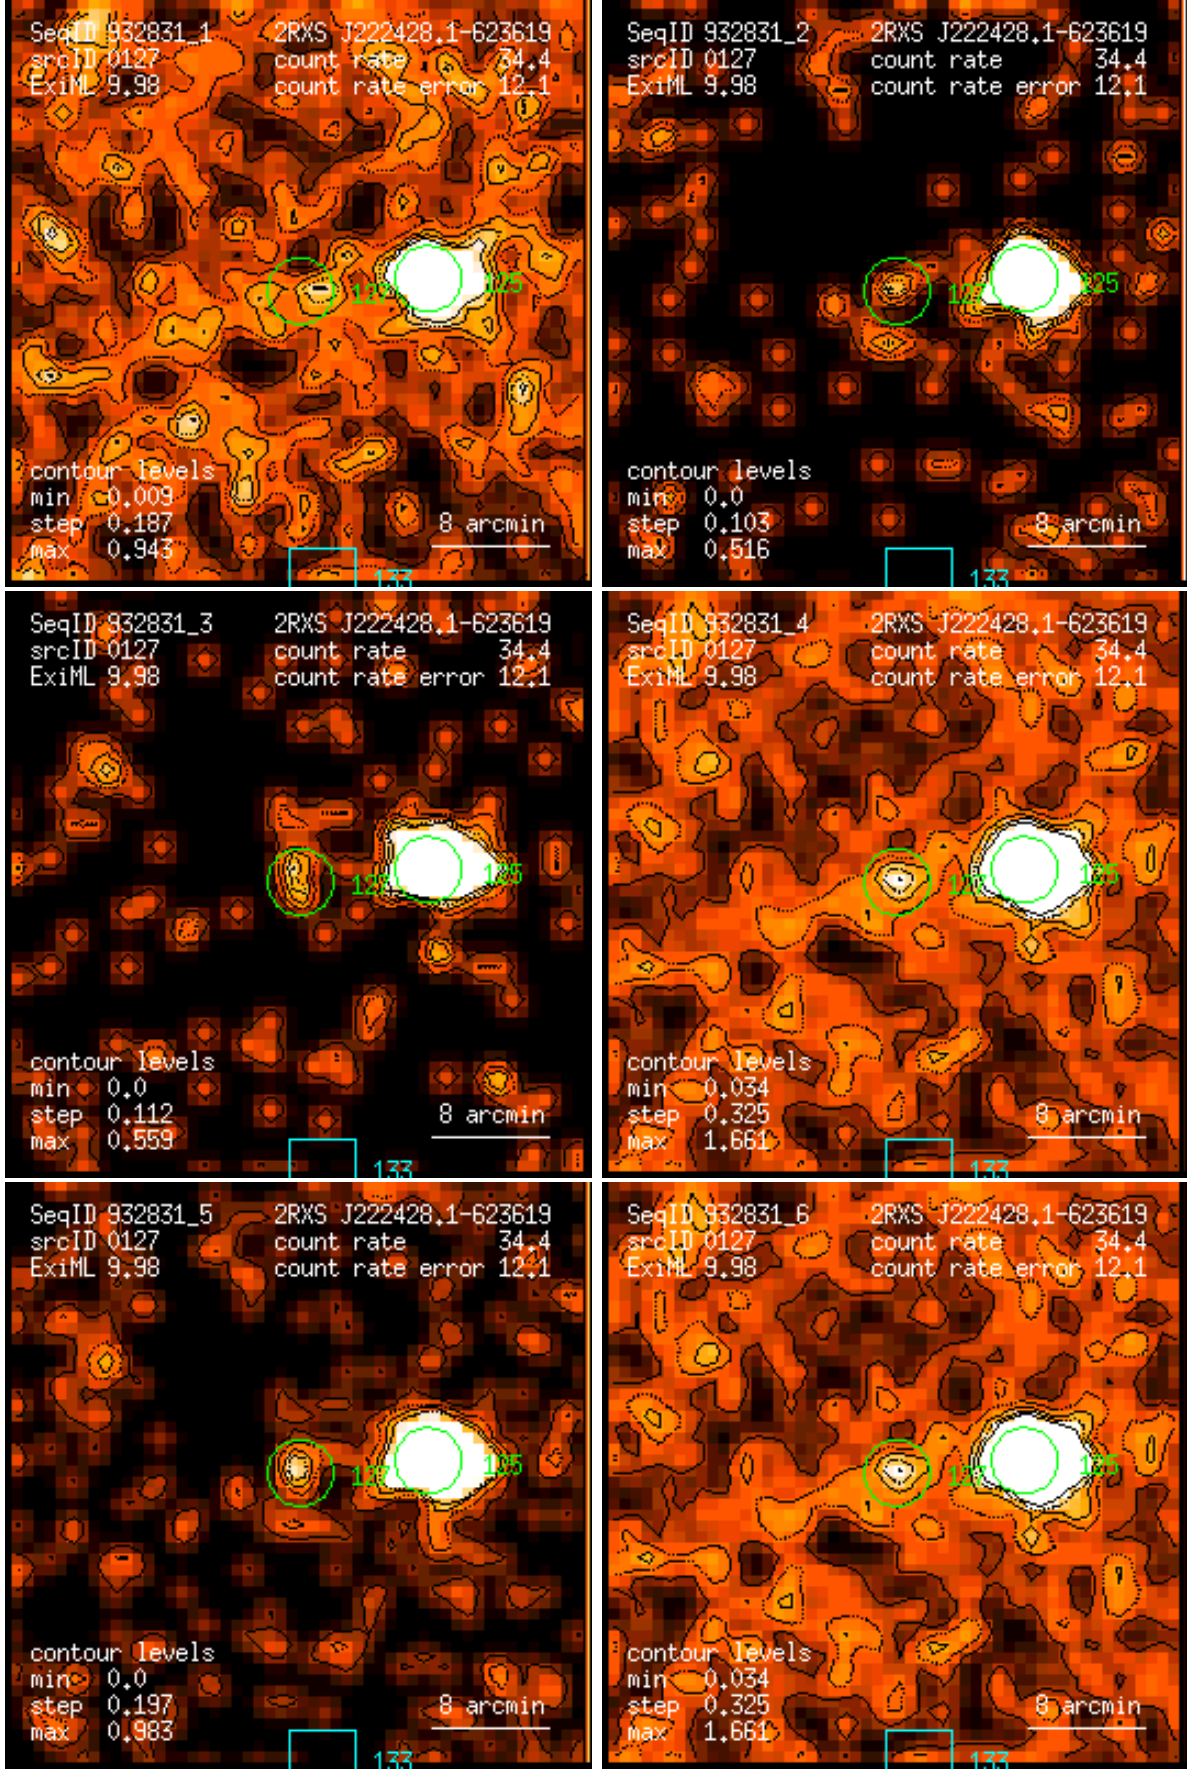 SeqID 932831_1 2RXS J222428.1-623619
srcID 0127 count rate 34.4
ExiML 9.98 count rate error 12.1
127 125
contour levels
min 0.009
step 0.187 8 arcmin
max 0.943
133
SeqID 932831_2 2RXS J222428.1-623619
srcID 0127 count rate 34.4
ExiML 9.98 count rate error 12.1
127 125
contour levels
min 0.0
step 0.103 8 arcmin
max 0.516
133
SeqID 932831_3 2RXS J222428.1-623619
srcID 0127 count rate 34.4
ExiML 9.98 count rate error 12.1
127 125
contour levels
min 0.0
step 0.112 8 arcmin
max 0.559
133
SeqID 932831_4 2RXS J222428.1-623619
srcID 0127 count rate 34.4
ExiML 9.98 count rate error 12.1
127 125
contour levels
min 0.034
step 0.325 8 arcmin
max 1.661
133
SeqID 932831_5 2RXS J222428.1-623619
srcID 0127 count rate 34.4
ExiML 9.98 count rate error 12.1
127 125
contour levels
min 0.0
step 0.197 8 arcmin
max 0.983
133
SeqID 932831_6 2RXS J222428.1-623619
srcID 0127 count rate 34.4
ExiML 9.98 count rate error 12.1
127 125
contour levels
min 0.034
step 0.325 8 arcmin
max 1.661
133